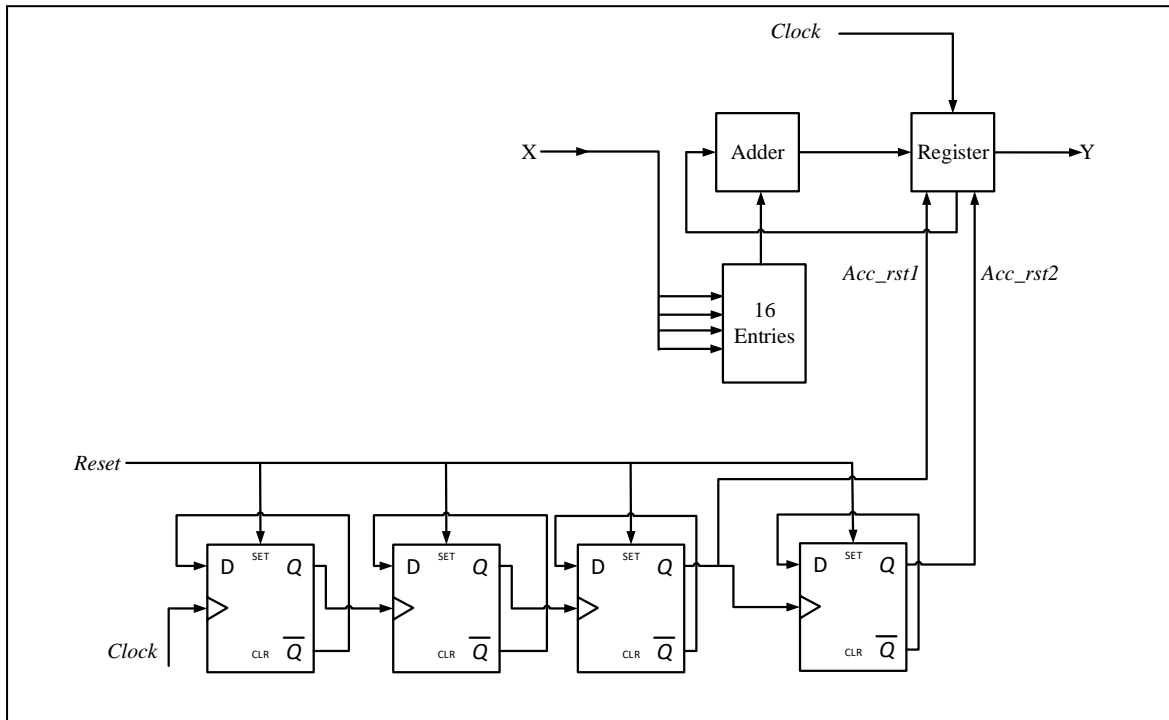 Clock
X
Adder
Register
Y
Acc_rst1
Acc_rst2
16
Entries
Reset
SET
D
Q
CLR
Q̅
SET
D
Q
CLR
Q̅
SET
D
Q
CLR
Q̅
SET
D
Q
CLR
Q̅
Clock